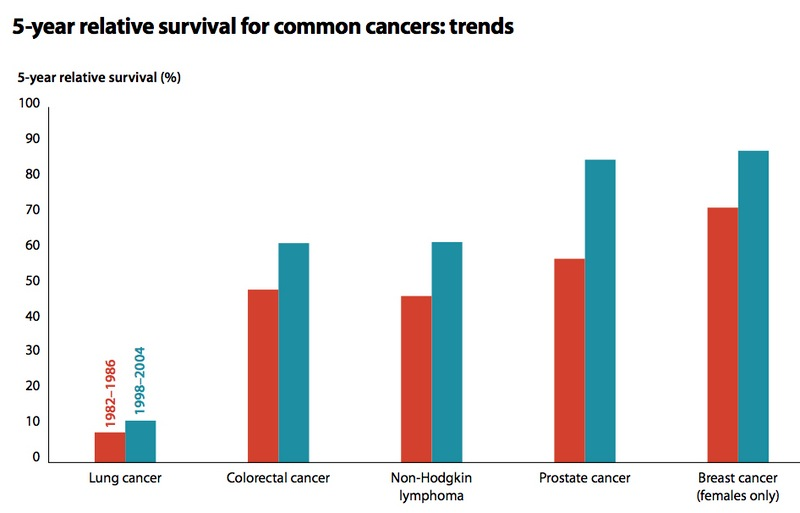 5-year relative survival for common cancers: trends
5-year relative survival (%)
100
90
80
70
60
50
40
30
20
10
0
1982–1986
1998–2004
Lung cancer
Colorectal cancer
Non-Hodgkin
lymphoma
Prostate cancer
Breast cancer
(females only)